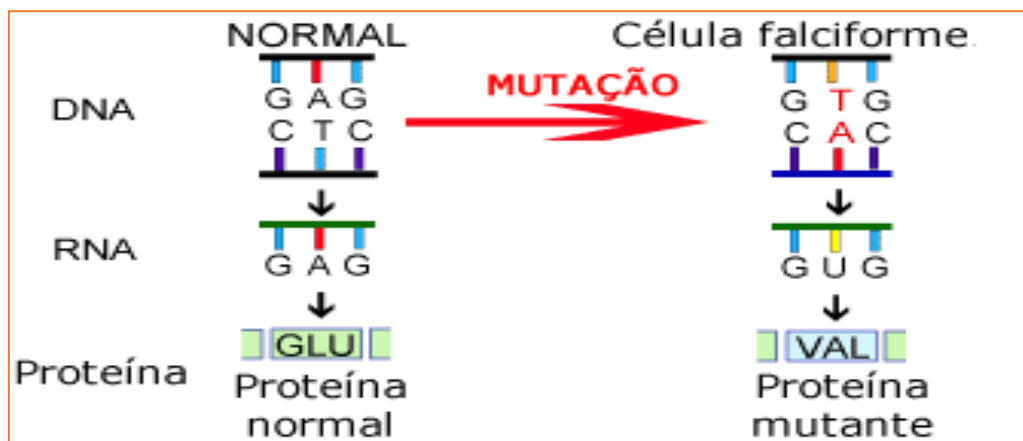 NORMAL Célula falciforme.
MUTAÇÃO
DNA
G A G G T G
C T C C A C
RNA
G A G G U G
GLU VAL
Proteína
Proteína Proteína
normal mutante